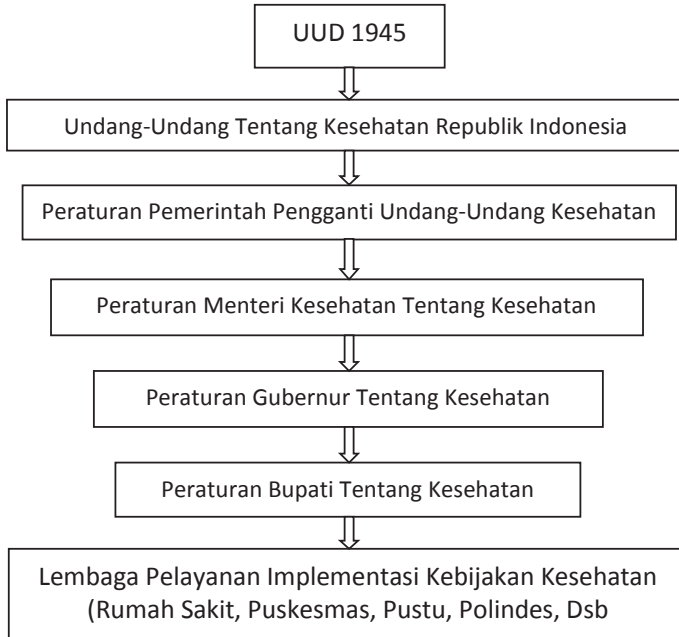 UUD 1945
Undang-Undang Tentang Kesehatan Republik Indonesia
Peraturan Pemerintah Pengganti Undang-Undang Kesehatan
Peraturan Menteri Kesehatan Tentang Kesehatan
Peraturan Gubernur Tentang Kesehatan
Peraturan Bupati Tentang Kesehatan
Lembaga Pelayanan Implementasi Kebijakan Kesehatan
(Rumah Sakit, Puskesmas, Pustu, Polindes, Dsb